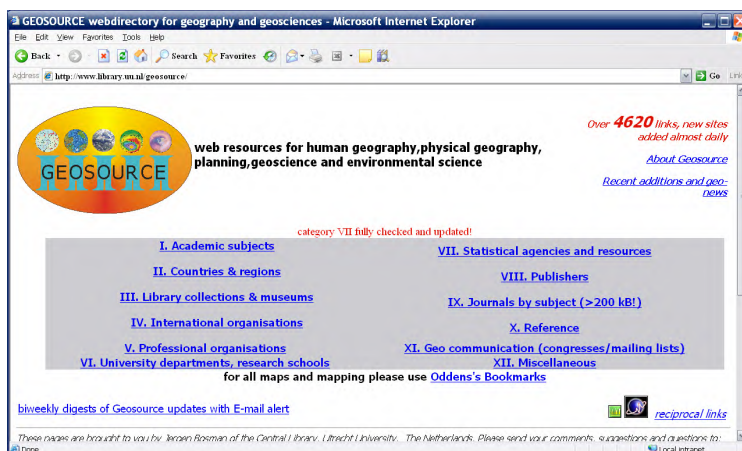 GEOSOURCE webdirectory for geography and geosciences - Microsoft Internet Explorer
File Edit View Favorites Tools Help
Back Search Favorites
Address http://www.library.uu.nl/geosource/ Go Link
GEOSOURCE
web resources for human geography,physical geography,
planning,geoscience and environmental science
Over 4620 links, new sites
added almost daily
About Geosource
Recent additions and geo-
news
category VII fully checked and updated!
I. Academic subjects
II. Countries & regions
III. Library collections & museums
IV. International organisations
V. Professional organisations
VI. University departments, research schools
VII. Statistical agencies and resources
VIII. Publishers
IX. Journals by subject (>200 kB!)
X. Reference
XI. Geo communication (congresses/mailing lists)
XII. Miscellaneous
for all maps and mapping please use Oddens's Bookmarks
biweekly digests of Geosource updates with E-mail alert
reciprocal links
These pages are brought to you by Jeroen Bosman of the Central Library, Utrecht University, The Netherlands. Please send your comments, suggestions and questions to:
Done Local intranet